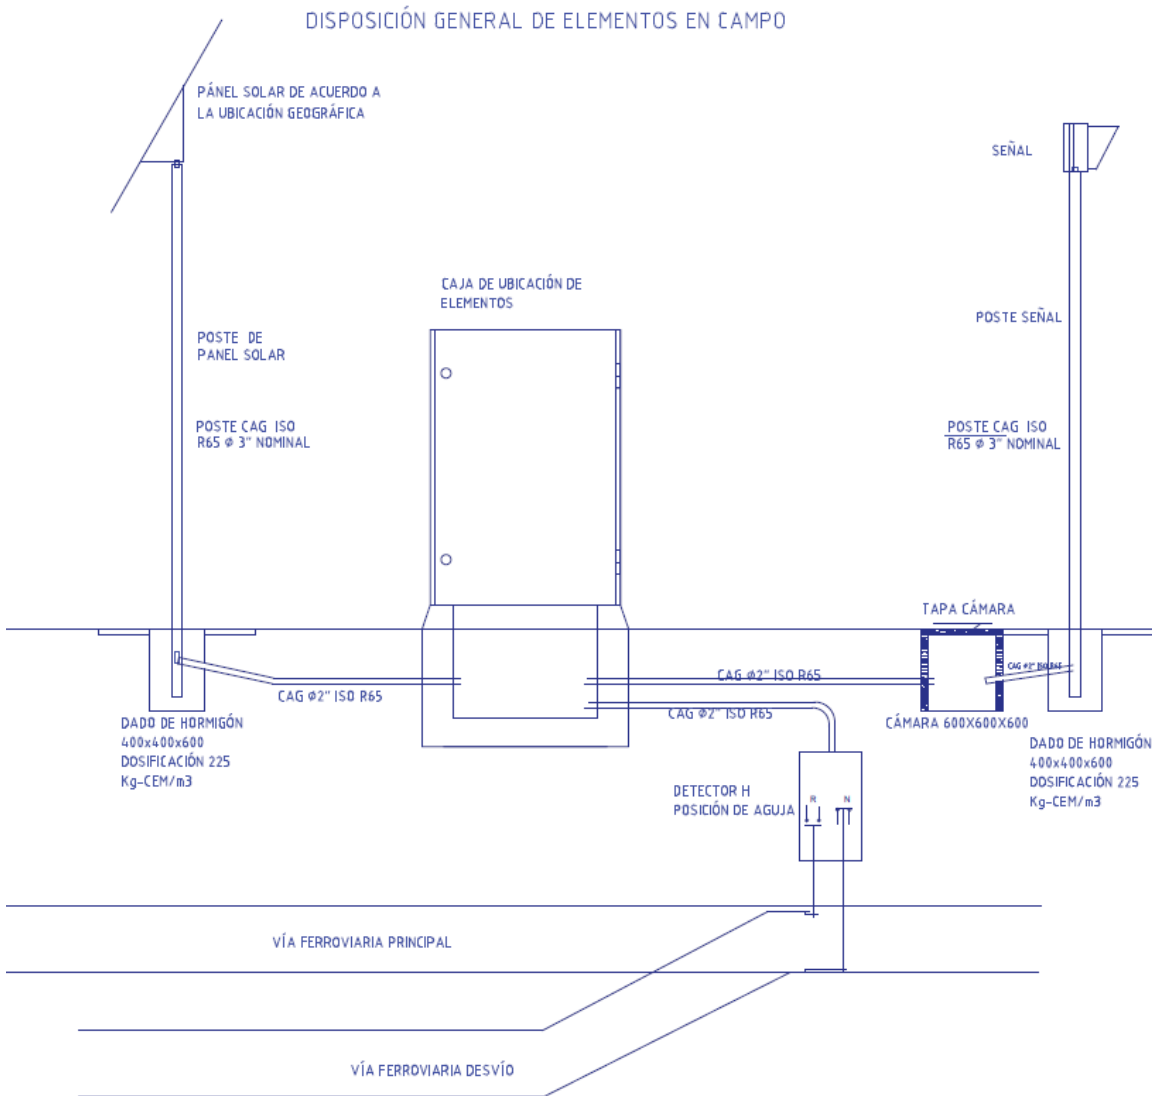 DISPOSICIÓN GENERAL DE ELEMENTOS EN CAMPO
PÁNEL SOLAR DE ACUERDO A
LA UBICACIÓN GEOGRÁFICA
SEÑAL
CAJA DE UBICACIÓN DE
ELEMENTOS
POSTE SEÑAL
POSTE DE
PANEL SOLAR
POSTE CAG ISO
R65 Ø 3" NOMINAL
POSTE CAG ISO
R65 Ø 3" NOMINAL
TAPA CÁMARA
CAG Ø2" ISO R65
CAG Ø2" ISO R65
CAG Ø2" ISO R65
CAG Ø2" ISO R65
DADO DE HORMIGÓN
400x400x600
DOSIFICACIÓN 225
Kg-CEM/m3
CÁMARA 600X600X600
DADO DE HORMIGÓN
400x400x600
DOSIFICACIÓN 225
Kg-CEM/m3
DETECTOR H
POSICIÓN DE AGUJA
R N
VÍA FERROVIARIA PRINCIPAL
VÍA FERROVIARIA DESVÍO